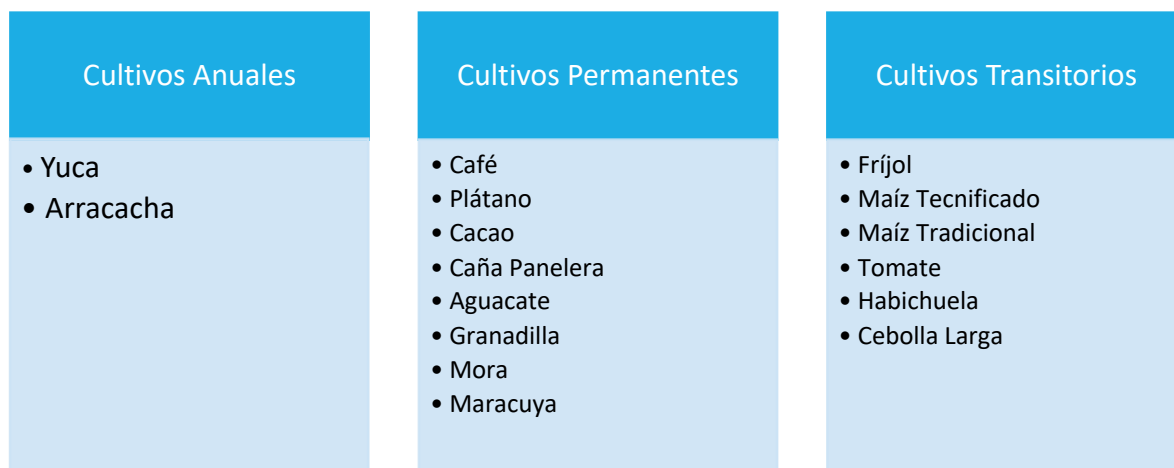 Cultivos Anuales
• Yuca
• Arracacha
Cultivos Permanentes
• Café
• Plátano
• Cacao
• Caña Panelera
• Aguacate
• Granadilla
• Mora
• Maracuya
Cultivos Transitorios
• Fríjol
• Maíz Tecnificado
• Maíz Tradicional
• Tomate
• Habichuela
• Cebolla Larga